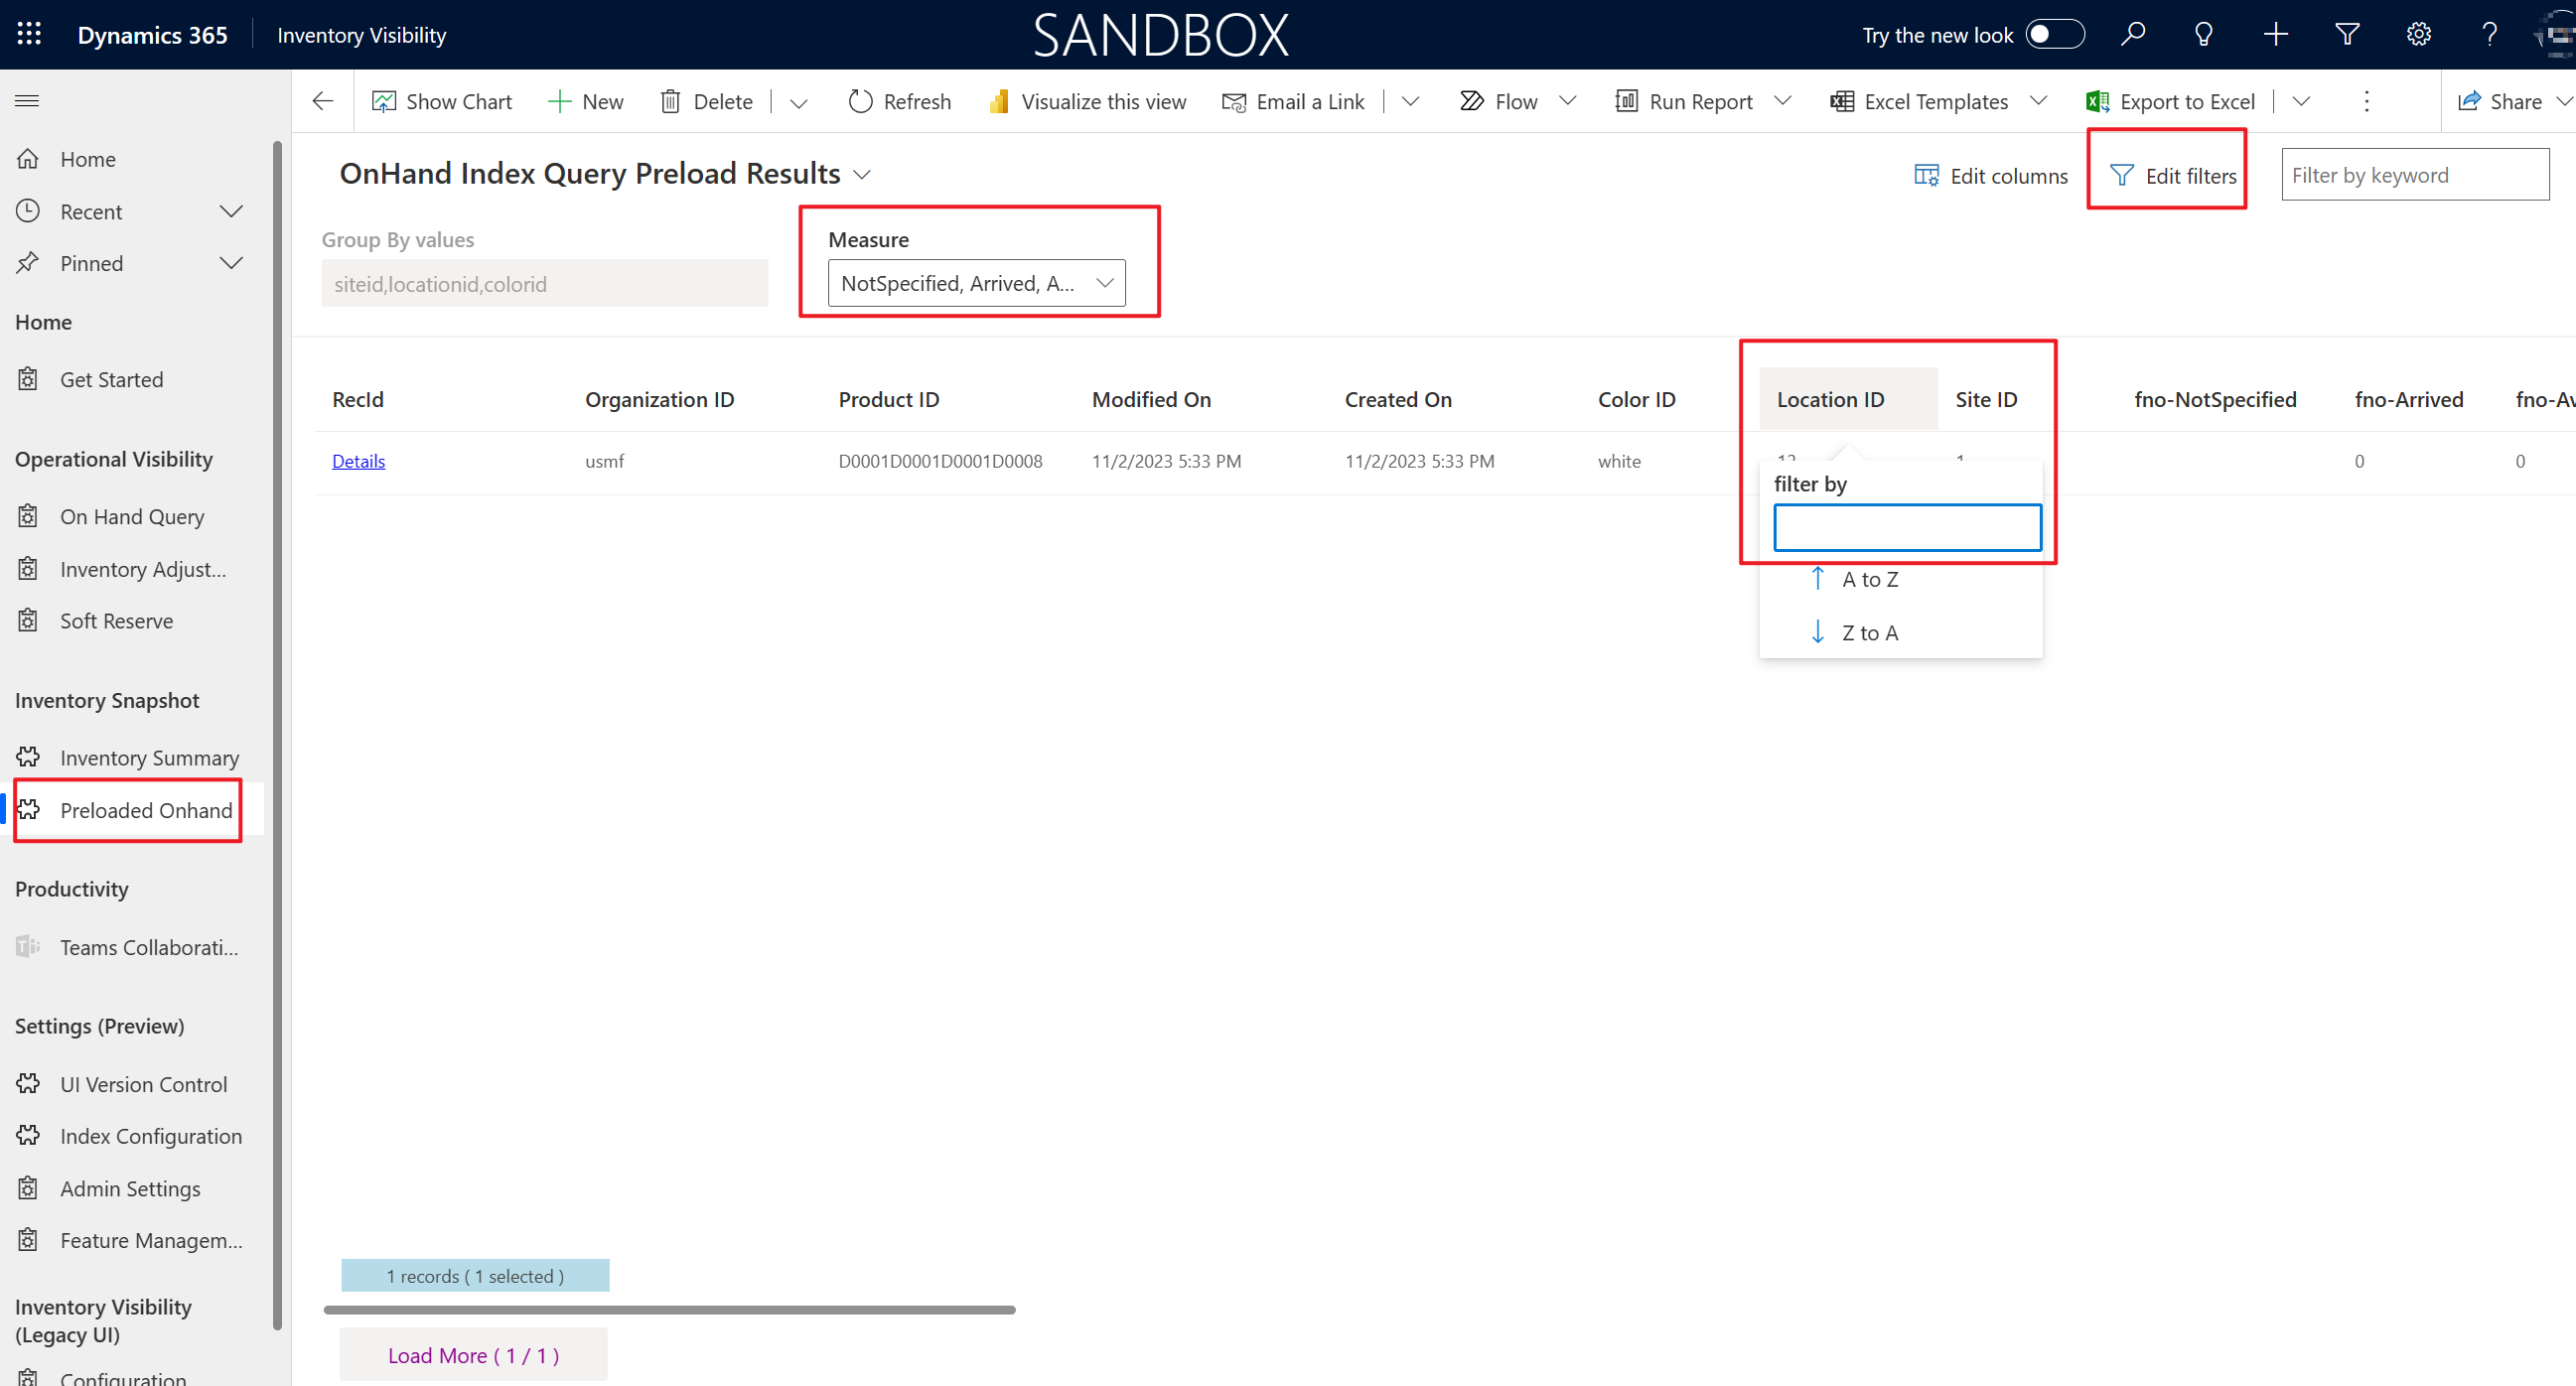 Dynamics 365
Inventory Visibility
SANDBOX
Try the new look
Show Chart
New
Delete
Refresh
Visualize this view
Email a Link
Flow
Run Report
Excel Templates
Export to Excel
Share
Home
Recent
Pinned
Home
Get Started
Operational Visibility
On Hand Query
Inventory Adjust...
Soft Reserve
Inventory Snapshot
Inventory Summary
Preloaded Onhand
Productivity
Teams Collaborati...
Settings (Preview)
UI Version Control
Index Configuration
Admin Settings
Feature Managem...
Inventory Visibility
(Legacy UI)
Configuration
OnHand Index Query Preload Results
Edit columns
Edit filters
Filter by keyword
Group By values
siteid,locationid,colorid
Measure
NotSpecified, Arrived, A...
RecId Organization ID Product ID Modified On Created On Color ID Location ID Site ID fno-NotSpecified fno-Arrived fno-Av
Details usmf D0001D0001D0001D0008 11/2/2023 5:33 PM 11/2/2023 5:33 PM white 0 0
filter by
A to Z
Z to A
1 records ( 1 selected )
Load More ( 1 / 1 )